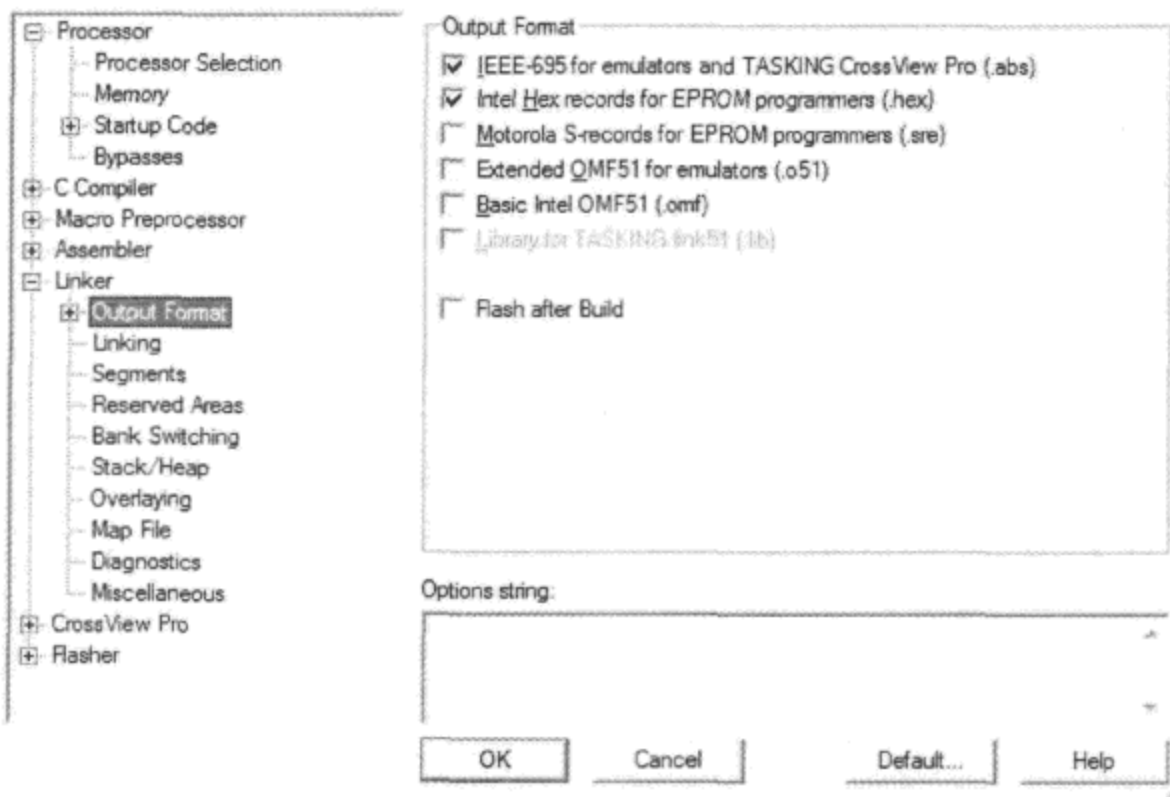 Processor
Processor Selection
Memory
Startup Code
Bypasses
C Compiler
Macro Preprocessor
Assembler
Linker
Output Format
Linking
Segments
Reserved Areas
Bank Switching
Stack/Heap
Overlaying
Map File
Diagnostics
Miscellaneous
CrossView Pro
Flasher
Output Format
IEEE-695 for emulators and TASKING CrossView Pro (.abs)
Intel Hex records for EPROM programmers (.hex)
Motorola S-records for EPROM programmers (.sre)
Extended OMF51 for emulators (.o51)
Basic Intel OMF51 (.omf)
Library for TASKING link51 (.lib)
Flash after Build
Options string:
OK
Cancel
Default...
Help